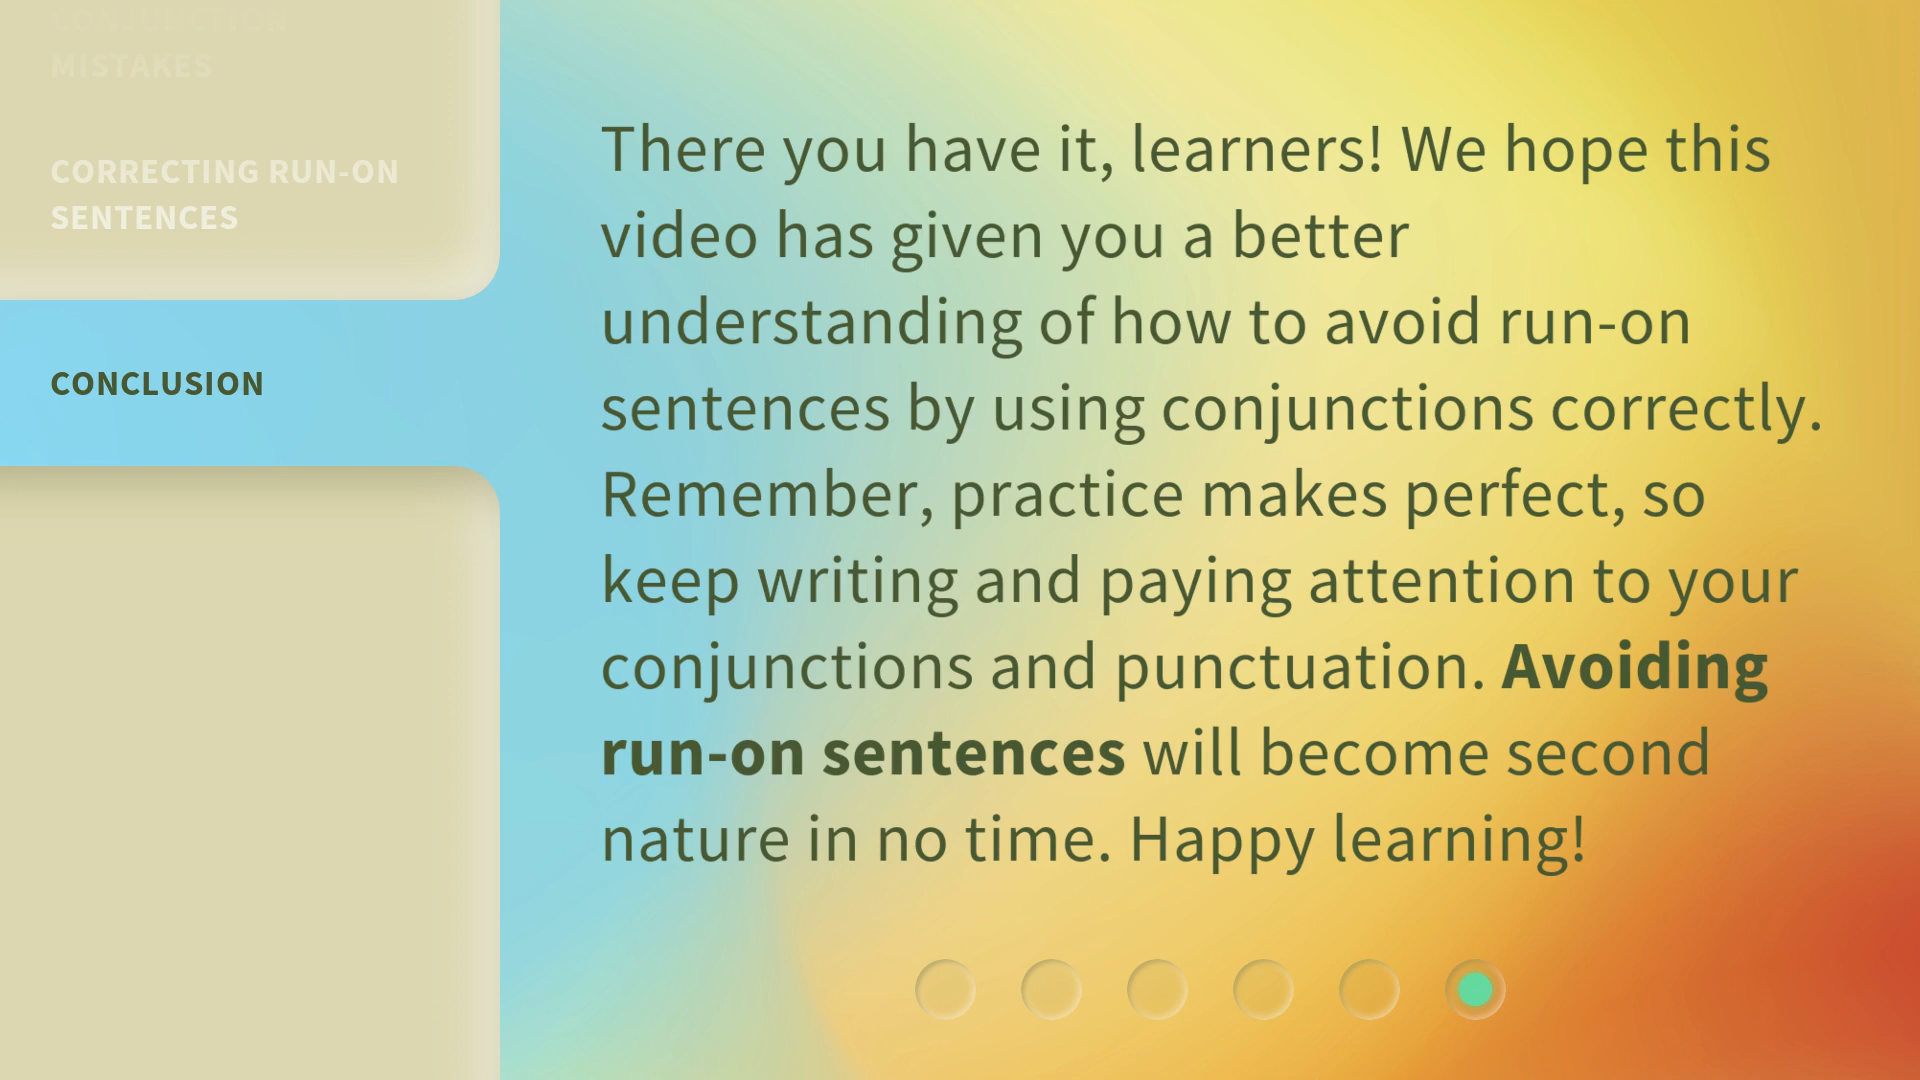 CONJUNCTION
MISTAKES
CORRECTING RUN-ON
SENTENCES
CONCLUSION
There you have it, learners! We hope this
video has given you a better
understanding of how to avoid run-on
sentences by using conjunctions correctly.
Remember, practice makes perfect, so
keep writing and paying attention to your
conjunctions and punctuation. Avoiding
run-on sentences will become second
nature in no time. Happy learning!